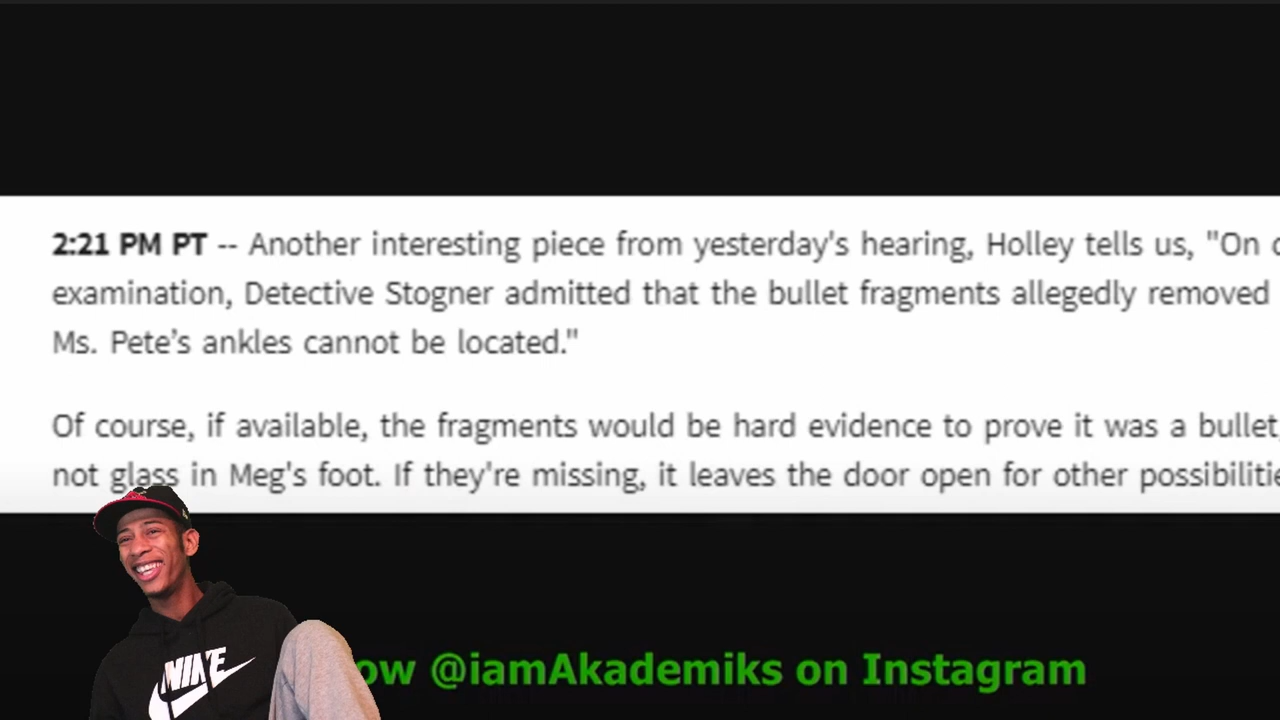 2:21 PM PT -- Another interesting piece from yesterday's hearing, Holley tells us, "On
examination, Detective Stogner admitted that the bullet fragments allegedly removed
Ms. Pete’s ankles cannot be located."
Of course, if available, the fragments would be hard evidence to prove it was a bullet,
not glass in Meg's foot. If they're missing, it leaves the door open for other
NIKE
@iamAkademiks on Instagram